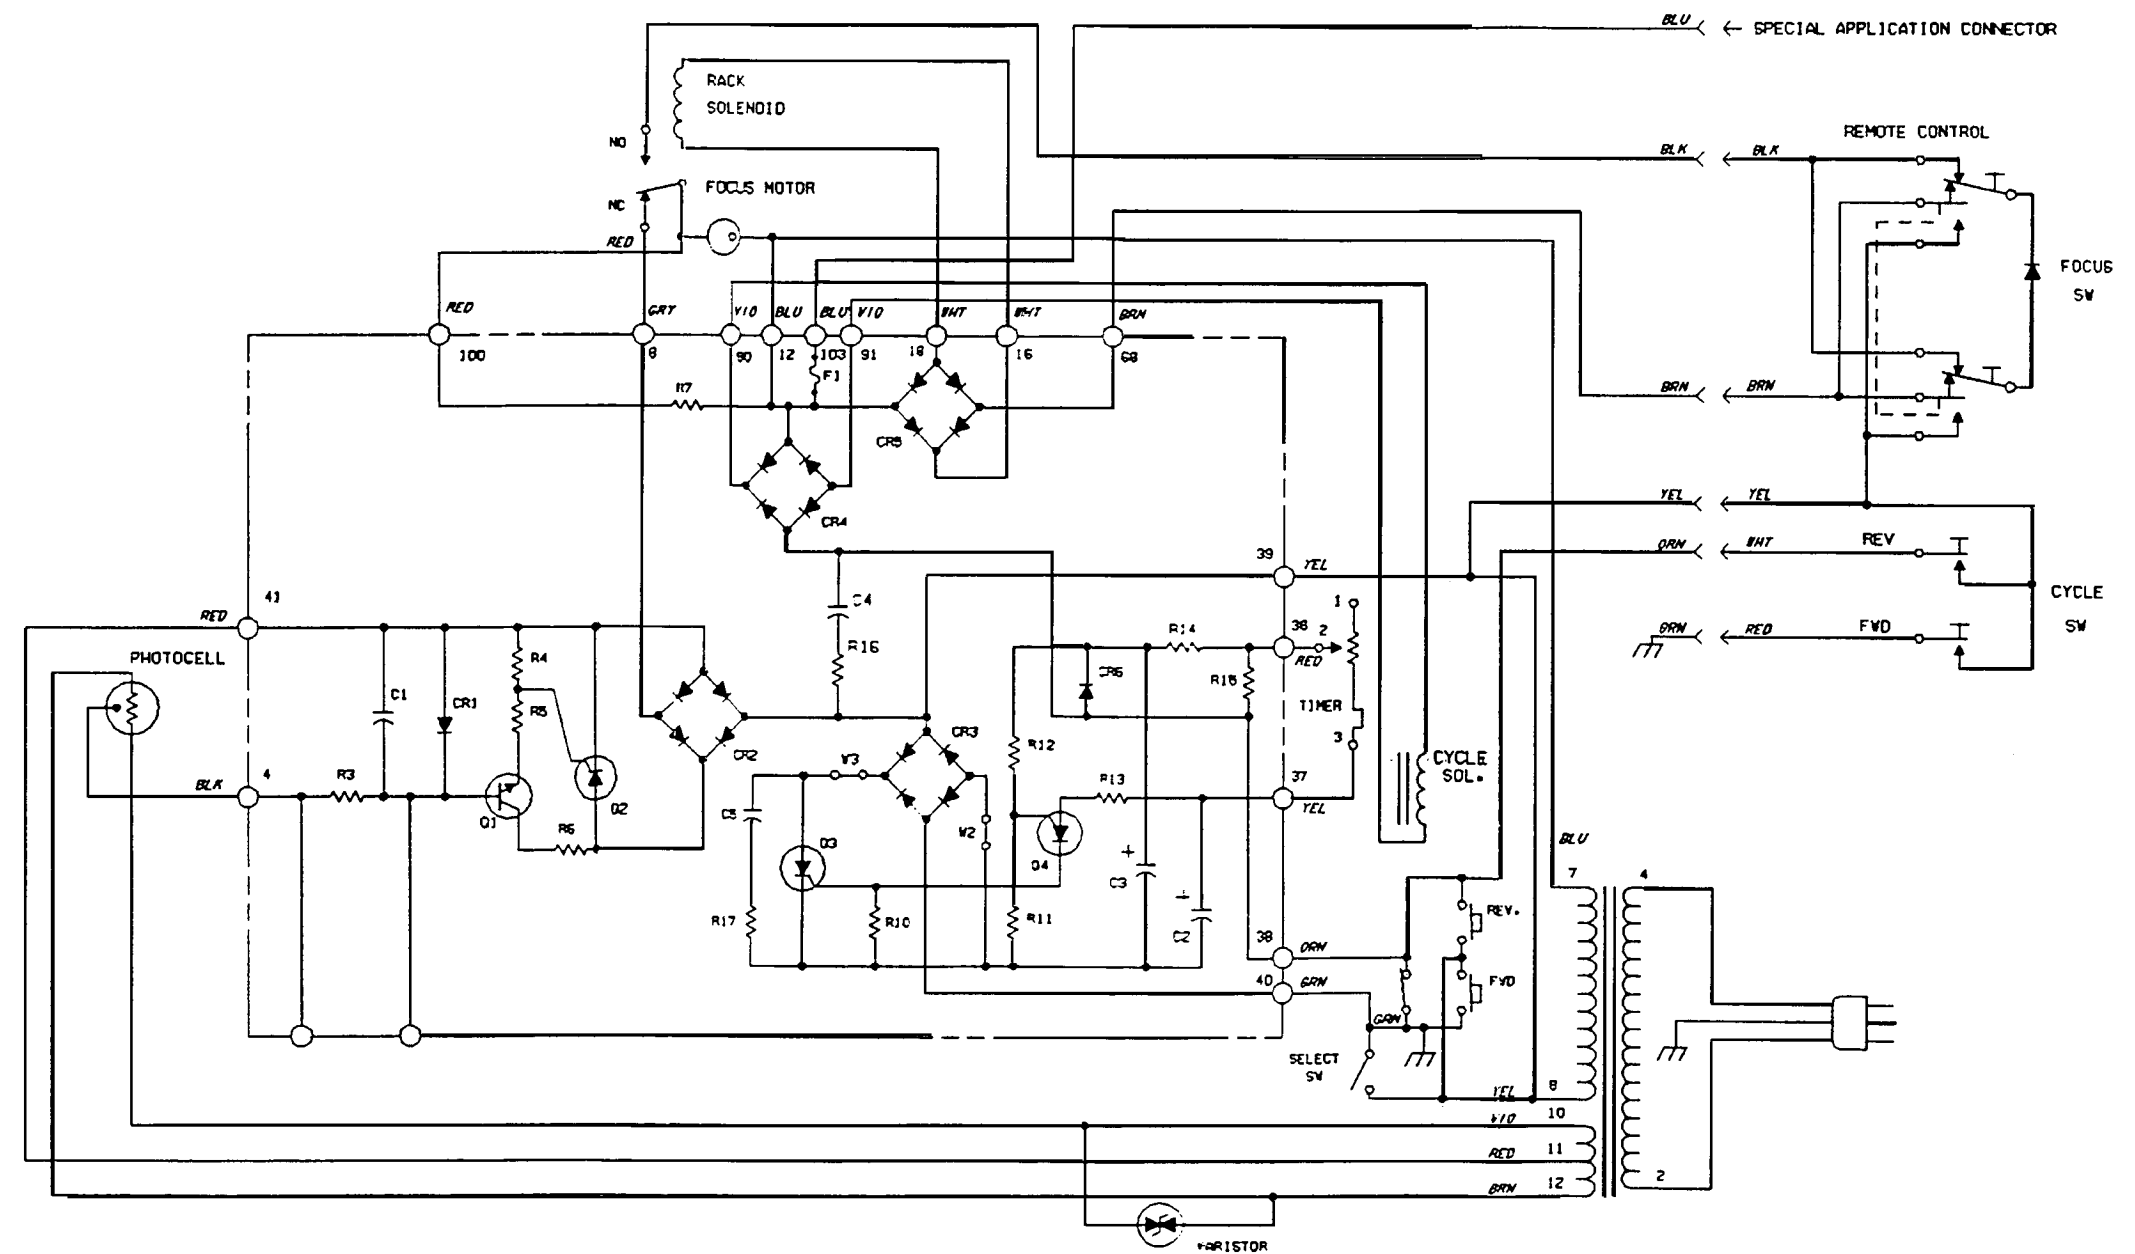 BLU
SPECIAL APPLICATION CONNECTOR
RACK
SOLENOID
REMOTE CONTROL
NO
BLK
BLK
FOCUS MOTOR
NC
RED
FOCUS
SW
RED
GRY
VIO
BLU
BLU
VIO
WHT
WHT
BRN
100
8
90
12
103
91
18
16
68
F1
R7
BRN
BRN
CR5
CR4
YEL
YEL
39
YEL
ORN
WHT
REV
41
RED
C4
1
CYCLE
SW
R14
36
2
GRN
RED
FWD
PHOTOCELL
R4
R16
RED
C1
CR1
R5
CR6
R15
TIMER
CR2
CR3
R12
3
CYCLE
SOL.
4
BLK
R3
W3
R13
37
YEL
Q1
Q2
C5
R6
W2
BLU
Q3
Q4
+
C3
7
4
+
R17
R10
R11
C2
REV.
38
ORN
40
GRN
FWD
GRN
SELECT
SW
YEL
8
VIO
10
RED
11
BRN
12
2
VARISTOR